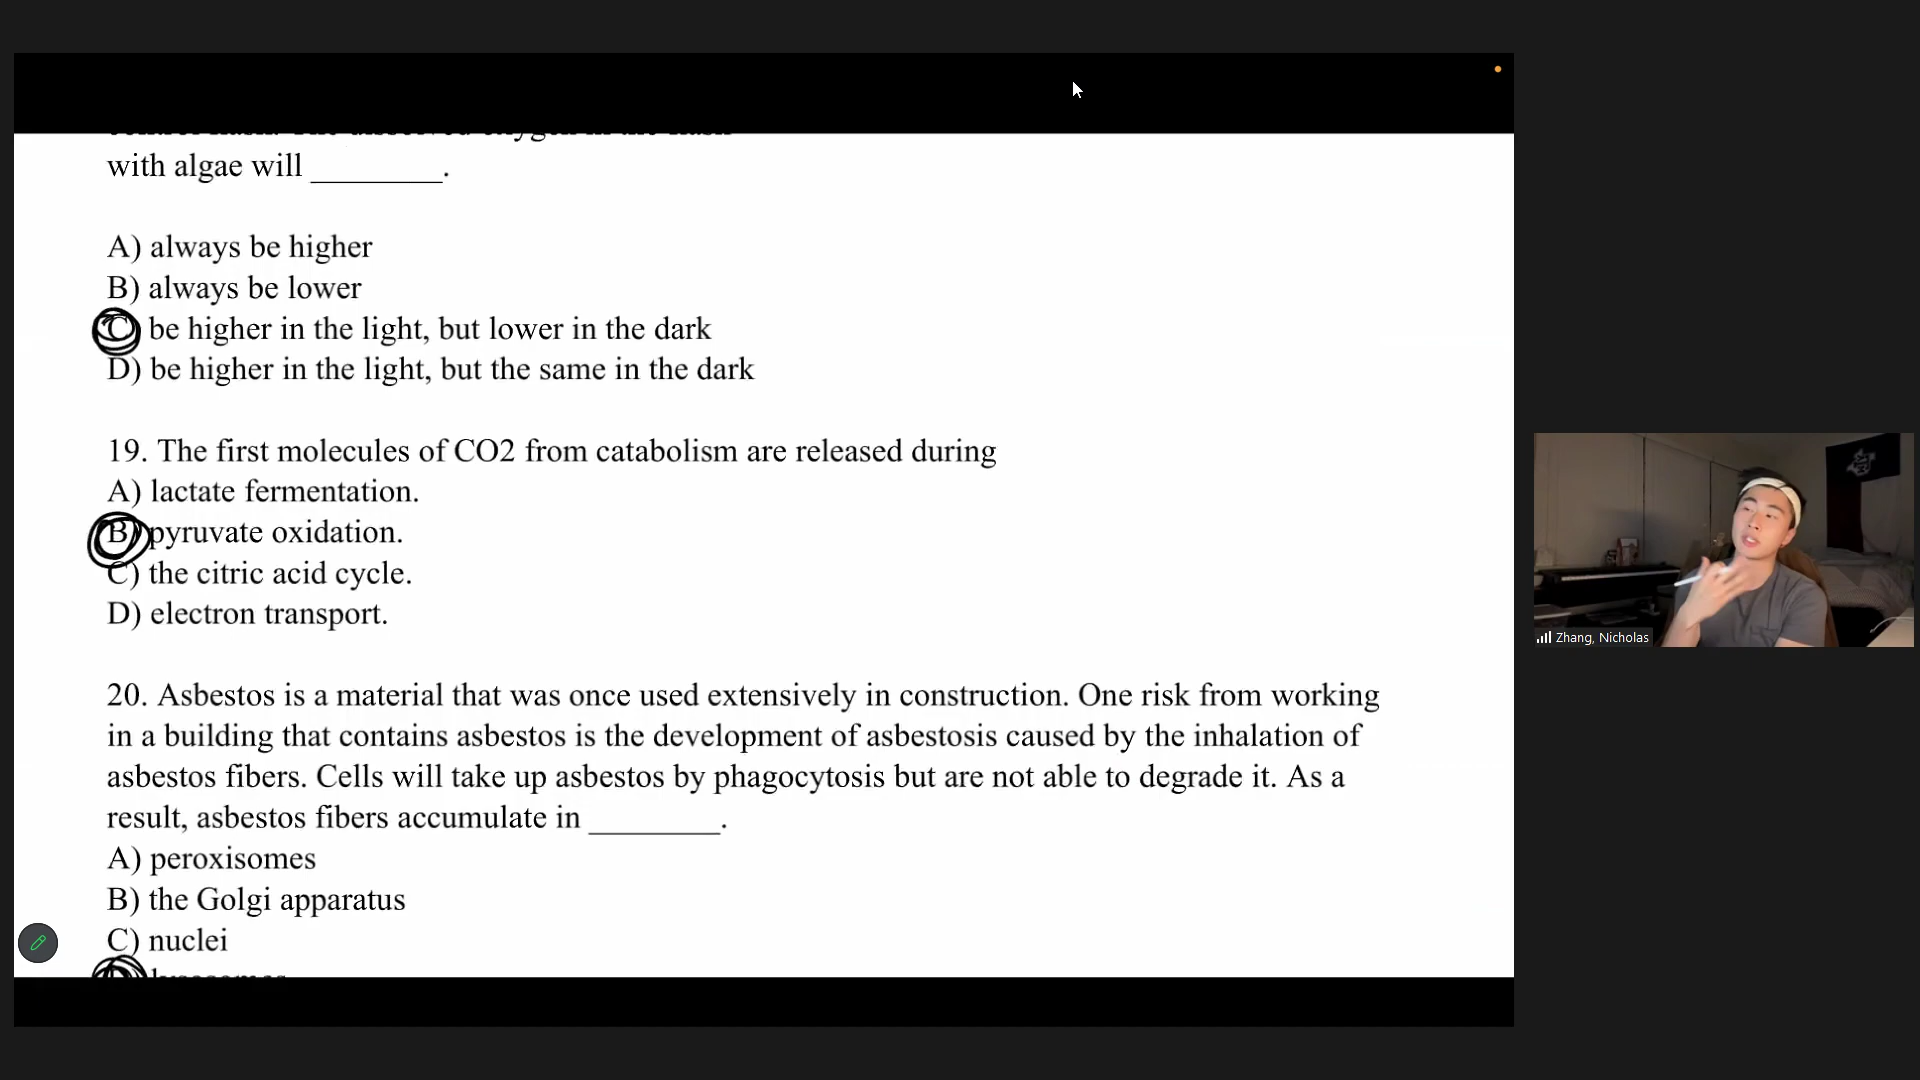 with algae will ________.
A) always be higher
B) always be lower
C) be higher in the light, but lower in the dark
D) be higher in the light, but the same in the dark
19. The first molecules of CO2 from catabolism are released during
A) lactate fermentation.
B) pyruvate oxidation.
C) the citric acid cycle.
D) electron transport.
20. Asbestos is a material that was once used extensively in construction. One risk from working
in a building that contains asbestos is the development of asbestosis caused by the inhalation of
asbestos fibers. Cells will take up asbestos by phagocytosis but are not able to degrade it. As a
result, asbestos fibers accumulate in ________.
A) peroxisomes
B) the Golgi apparatus
C) nuclei
D) lysosomes
Zhang, Nicholas